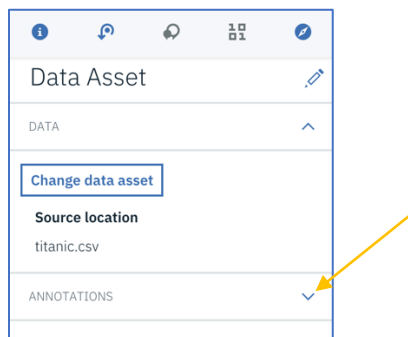 Data Asset
DATA
Change data asset
Source location
titanic.csv
ANNOTATIONS